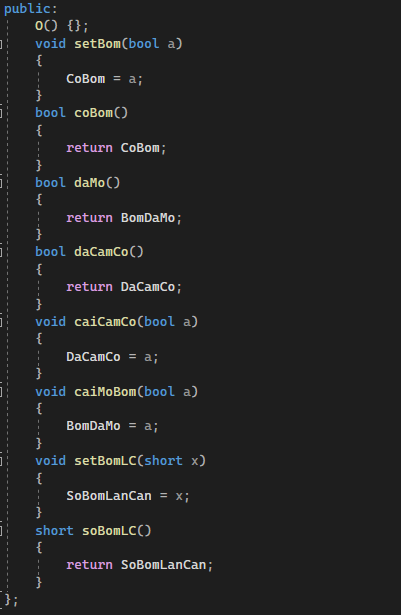 public:
    O() {};
    void setBom(bool a)
    {
        CoBom = a;
    }
    bool coBom()
    {
        return CoBom;
    }
    bool daMo()
    {
        return BomDaMo;
    }
    bool daCamCo()
    {
        return DaCamCo;
    }
    void caiCamCo(bool a)
    {
        DaCamCo = a;
    }
    void caiMoBom(bool a)
    {
        BomDaMo = a;
    }
    void setBomLC(short x)
    {
        SoBomLanCan = x;
    }
    short soBomLC()
    {
        return SoBomLanCan;
    }
};